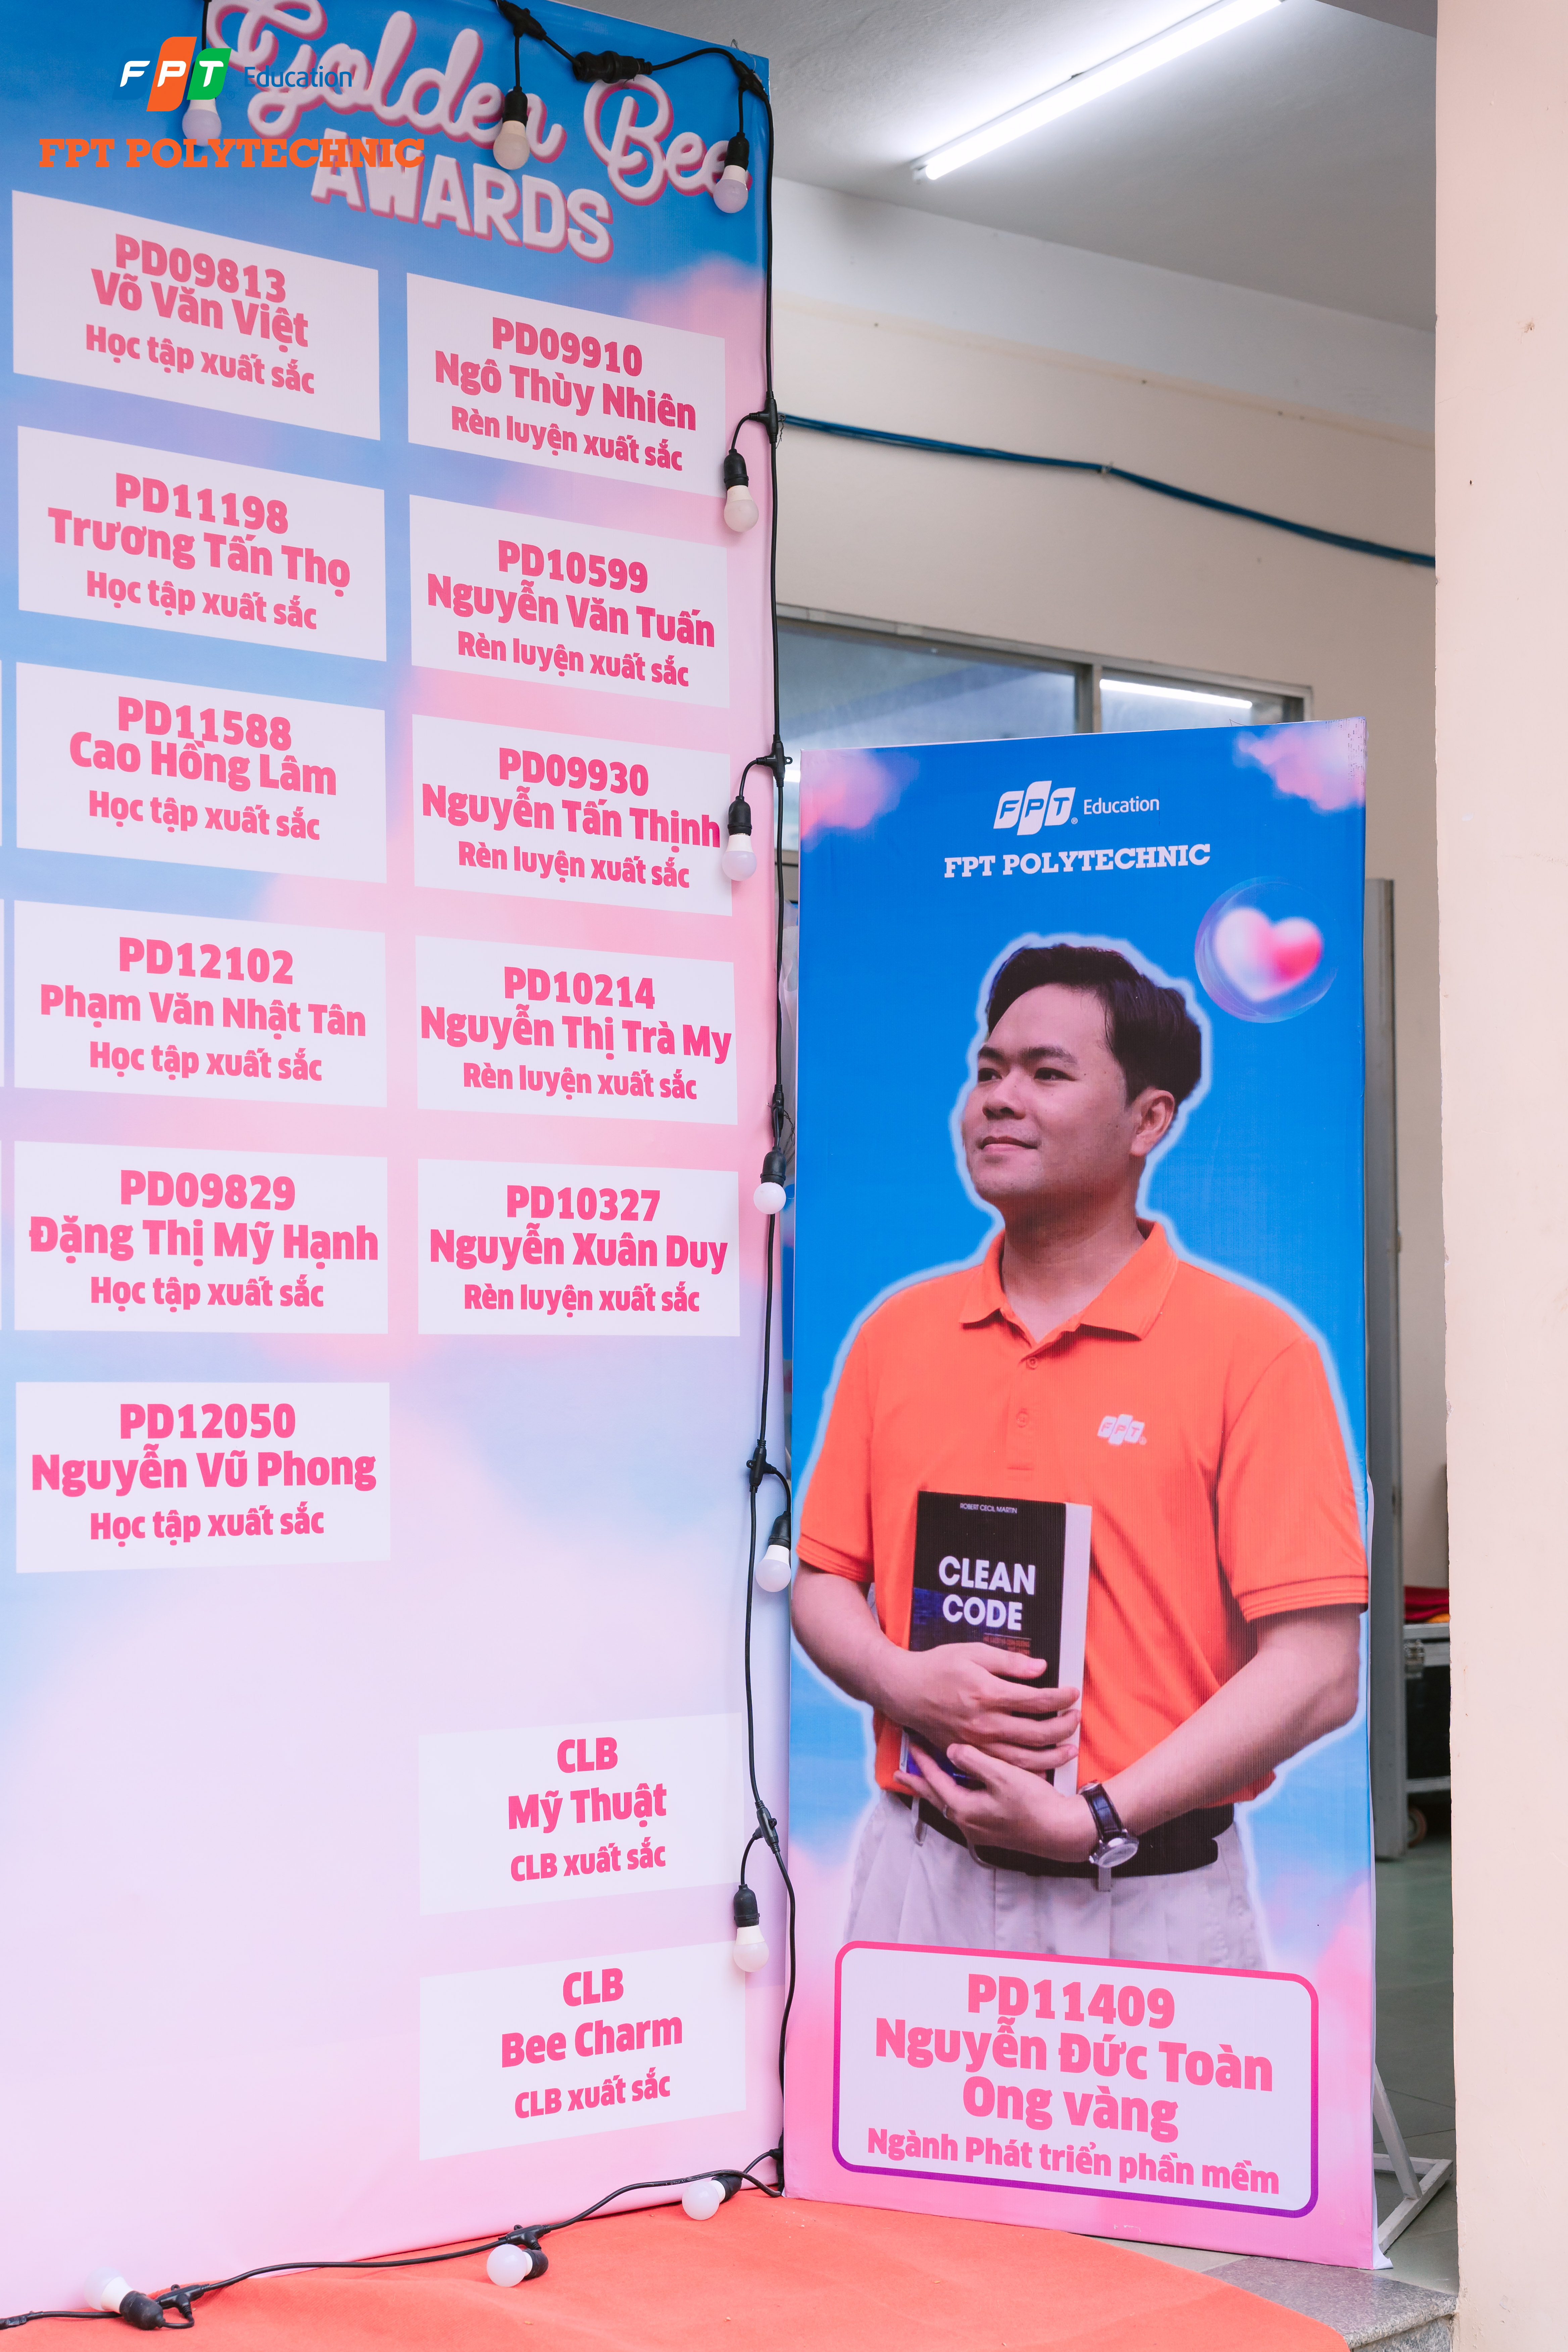 FPT Education
FPT POLYTECHNIC
Golden Bee
AWARDS
PD09813
Võ Văn Việt
Học tập xuất sắc
PD11198
Trương Tấn Thọ
Học tập xuất sắc
PD11588
Cao Hồng Lâm
Học tập xuất sắc
PD12102
Phạm Văn Nhật Tân
Học tập xuất sắc
PD09829
Đặng Thị Mỹ Hạnh
Học tập xuất sắc
PD12050
Nguyễn Vũ Phong
Học tập xuất sắc
PD09910
Ngô Thùy Nhiên
Rèn luyện xuất sắc
PD10599
Nguyễn Văn Tuấn
Rèn luyện xuất sắc
PD09930
Nguyễn Tấn Thịnh
Rèn luyện xuất sắc
PD10214
Nguyễn Thị Trà My
Rèn luyện xuất sắc
PD10327
Nguyễn Xuân Duy
Rèn luyện xuất sắc
CLB
Mỹ Thuật
CLB xuất sắc
CLB
Bee Charm
CLB xuất sắc
FPT Education
FPT POLYTECHNIC
FPT
ROBERT CECIL MARTIN
CLEAN
CODE
PD11409
Nguyễn Đức Toàn
Ong vàng
Ngành Phát triển phần mềm